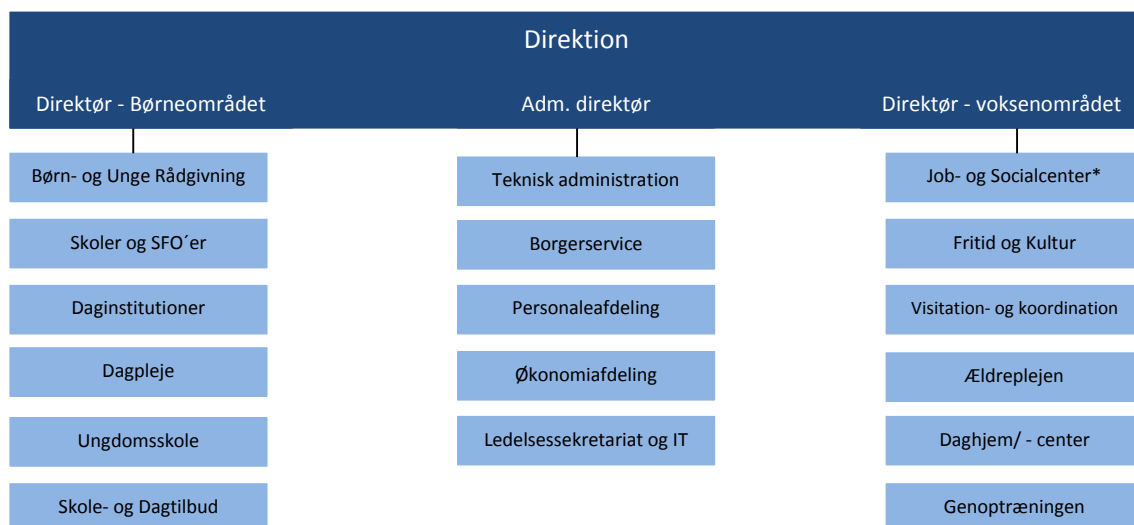 Direktion
Direktør - Børneområdet
Børn- og Unge Rådgivning
Skoler og SFO´er
Daginstitutioner
Dagpleje
Ungdomsskole
Skole- og Dagtilbud
Adm. direktør
Teknisk administration
Borgerservice
Personaleafdeling
Økonomiafdeling
Ledelsessekretariat og IT
Direktør - voksenområdet
Job- og Socialcenter*
Fritid og Kultur
Visitation- og koordination
Ældreplejen
Daghjem/ - center
Genoptræningen